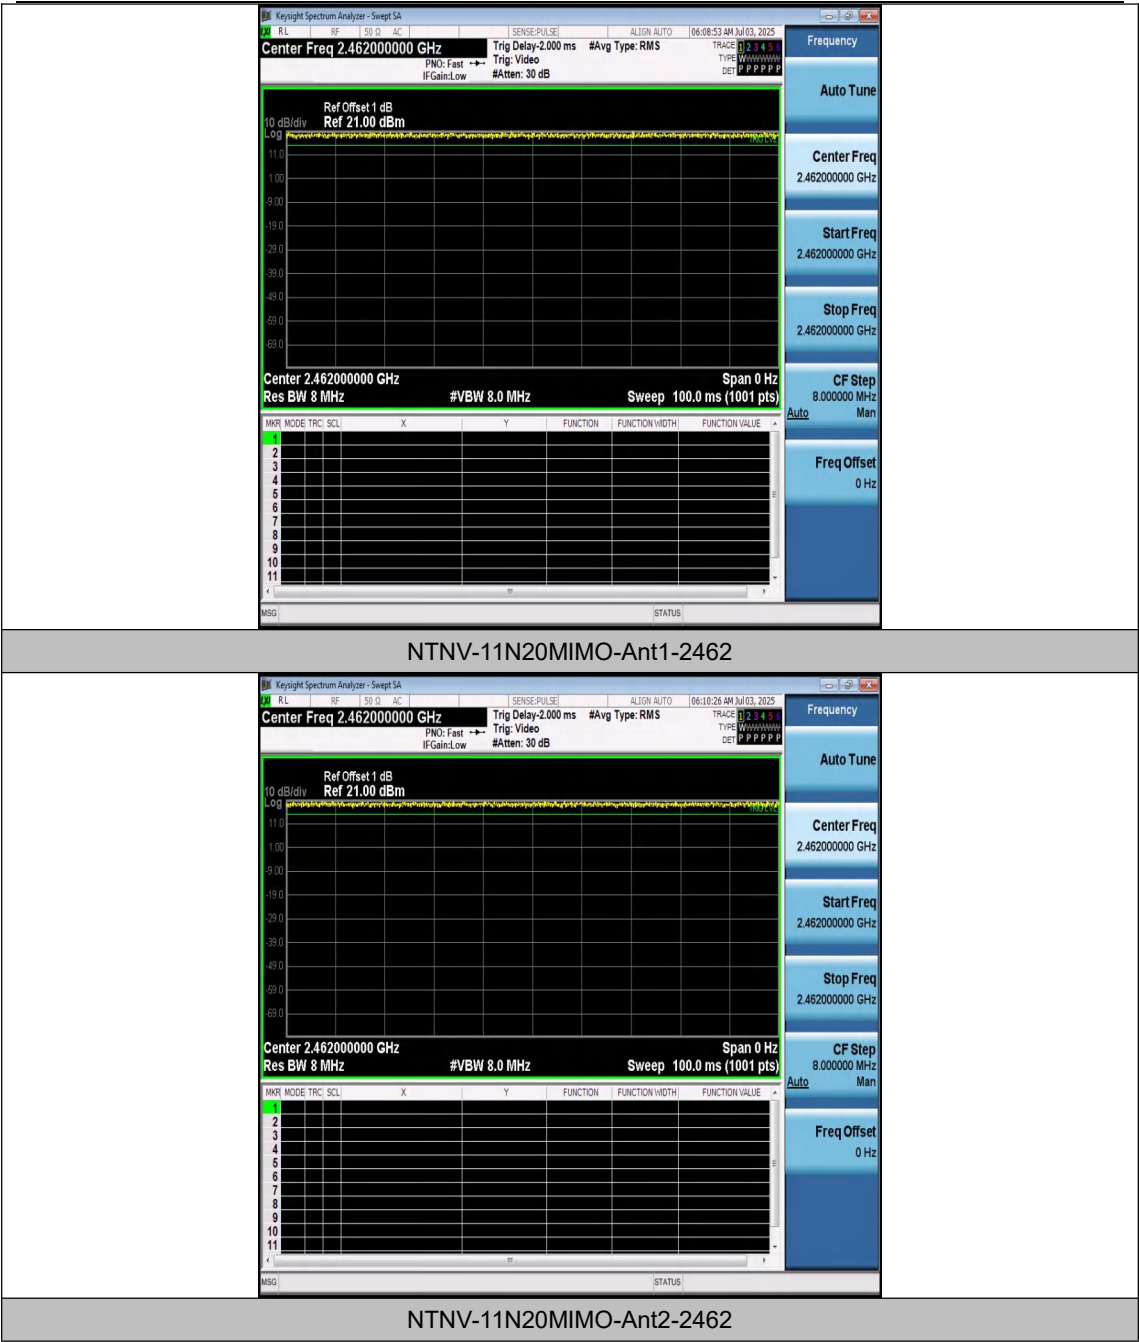 Keysight Spectrum Analyzer - Swept SA
RL RF 50 Ω AC SENSE:PULSE ALIGN AUTO 06:08:53 AM Jul 03, 2025
Center Freq 2.462000000 GHz
PNO: Fast
IFGain:Low
Trig Delay-2.000 ms
Trig: Video
#Atten: 30 dB
#Avg Type: RMS
TRACE 1 2 3 4 5 6
TYPE
DET P P P P P P
Frequency
Auto Tune
Center Freq
2.462000000 GHz
Start Freq
2.462000000 GHz
Stop Freq
2.462000000 GHz
CF Step
8.000000 MHz
Auto Man
Freq Offset
0 Hz
Ref Offset 1 dB
10 dB/div Ref 21.00 dBm
Log
11.0
1.00
-9.00
-19.0
-29.0
-39.0
-49.0
-59.0
-69.0
Center 2.462000000 GHz Span 0 Hz
Res BW 8 MHz #VBW 8.0 MHz Sweep 100.0 ms (1001 pts)
MKR MODE TRC SCL X Y FUNCTION FUNCTION WIDTH FUNCTION VALUE
1
2
3
4
5
6
7
8
9
10
11
MSG STATUS
NTNV-11N20MIMO-Ant1-2462
Keysight Spectrum Analyzer - Swept SA
RL RF 50 Ω AC SENSE:PULSE ALIGN AUTO 06:10:26 AM Jul 03, 2025
Center Freq 2.462000000 GHz
PNO: Fast
IFGain:Low
Trig Delay-2.000 ms
Trig: Video
#Atten: 30 dB
#Avg Type: RMS
TRACE 1 2 3 4 5 6
TYPE
DET P P P P P P
Frequency
Auto Tune
Center Freq
2.462000000 GHz
Start Freq
2.462000000 GHz
Stop Freq
2.462000000 GHz
CF Step
8.000000 MHz
Auto Man
Freq Offset
0 Hz
Ref Offset 1 dB
10 dB/div Ref 21.00 dBm
Log
11.0
1.00
-9.00
-19.0
-29.0
-39.0
-49.0
-59.0
-69.0
Center 2.462000000 GHz Span 0 Hz
Res BW 8 MHz #VBW 8.0 MHz Sweep 100.0 ms (1001 pts)
MKR MODE TRC SCL X Y FUNCTION FUNCTION WIDTH FUNCTION VALUE
1
2
3
4
5
6
7
8
9
10
11
MSG STATUS
NTNV-11N20MIMO-Ant2-2462